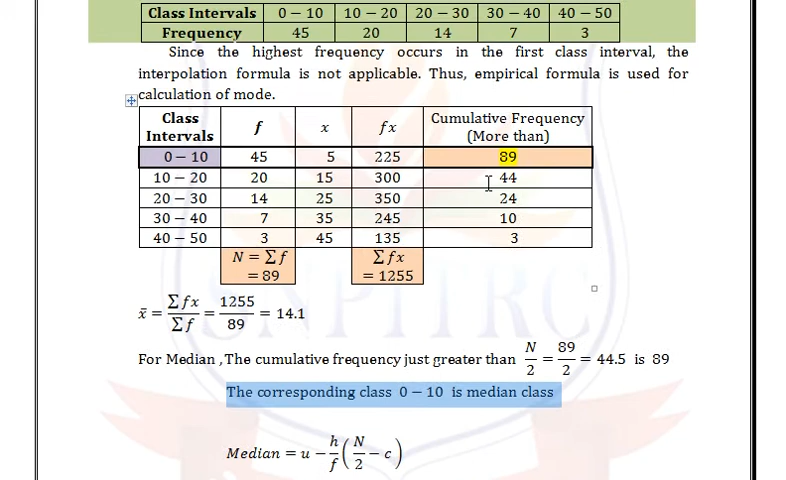 Class Intervals 0 – 10 10 – 20 20 – 30 30 – 40 40 – 50
Frequency 45 20 14 7 3
Since the highest frequency occurs in the first class interval, the
interpolation formula is not applicable. Thus, empirical formula is used for
calculation of mode.
Class Intervals f x fx Cumulative Frequency (More than)
0 – 10 45 5 225 89
10 – 20 20 15 300 44
20 – 30 14 25 350 24
30 – 40 7 35 245 10
40 – 50 3 45 135 3
N = ∑ f = 89 ∑ fx = 1255
x̄ = ∑ fx / ∑ f = 1255 / 89 = 14.1
For Median , The cumulative frequency just greater than N/2 = 89/2 = 44.5 is 89
The corresponding class 0 – 10 is median class
Median = u − h/f ( N/2 − c )
SNPITRC